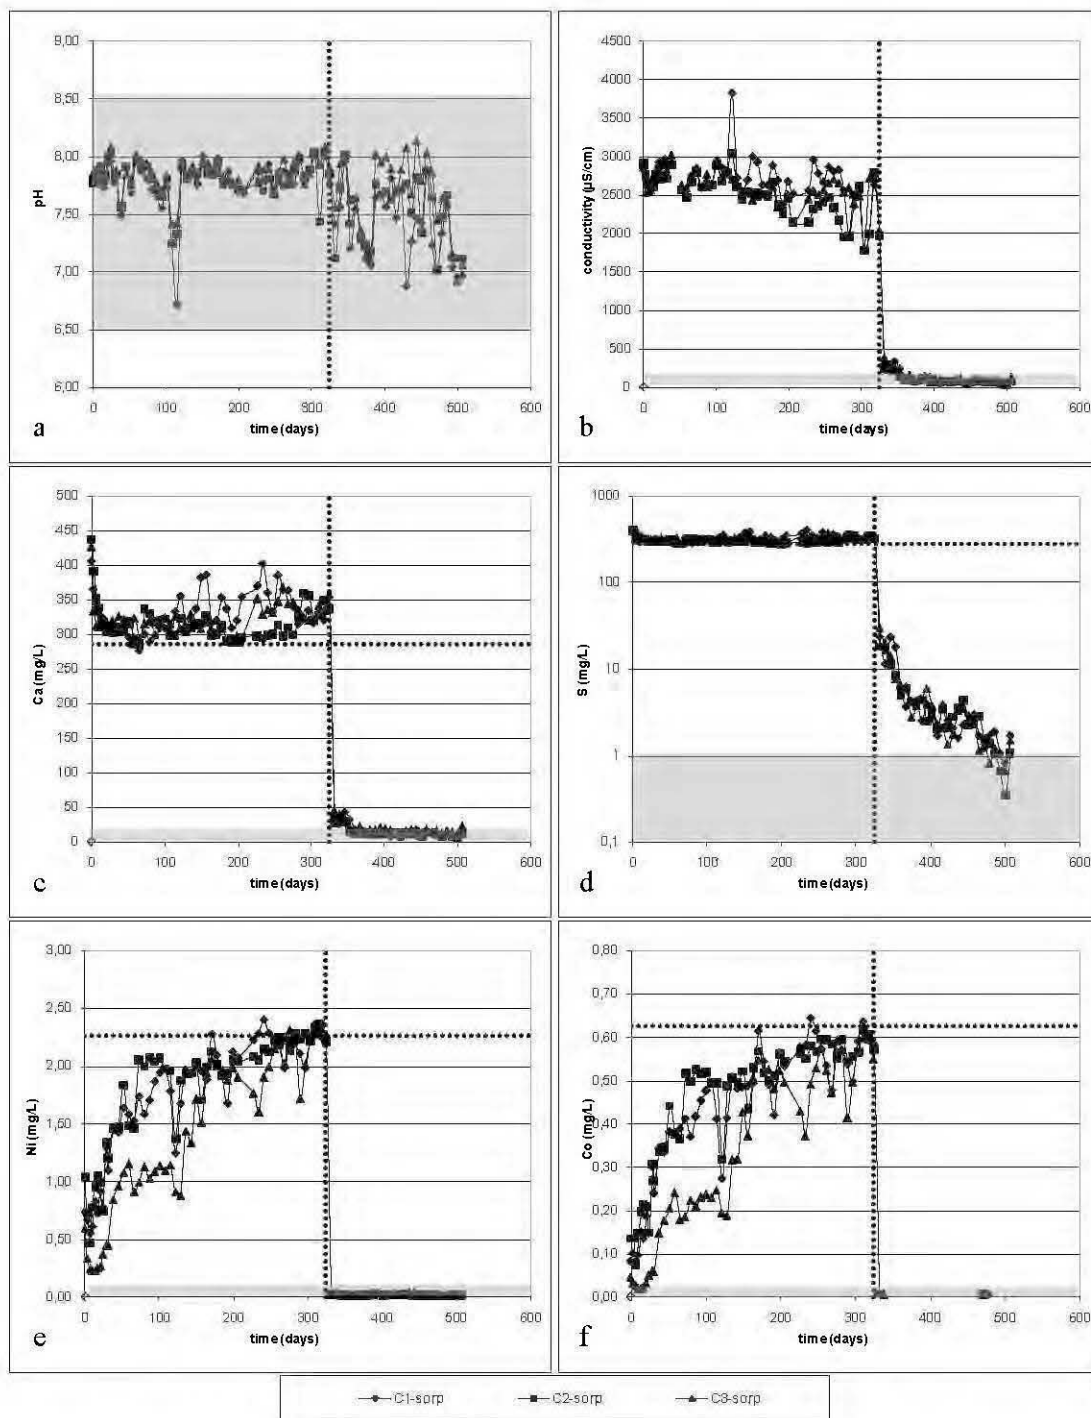 9,00
8,50
8,00
7,50
7,00
6,50
6,00
pH
0 100 200 300 400 500 600
time (days)
a
4500
4000
3500
3000
2500
2000
1500
1000
500
0
conductivity (µS/cm)
0 100 200 300 400 500 600
time (days)
b
500
450
400
350
300
250
200
150
100
50
0
Ca (mg/L)
0 100 200 300 400 500 600
time (days)
c
1000
100
10
1
0,1
S (mg/L)
0 100 200 300 400 500 600
time (days)
d
3,00
2,50
2,00
1,50
1,00
0,50
0,00
Ni (mg/L)
0 100 200 300 400 500 600
time (days)
e
0,80
0,70
0,60
0,50
0,40
0,30
0,20
0,10
0,00
Co (mg/L)
0 100 200 300 400 500 600
time (days)
f
C1-sorp C2-sorp C3-sorp